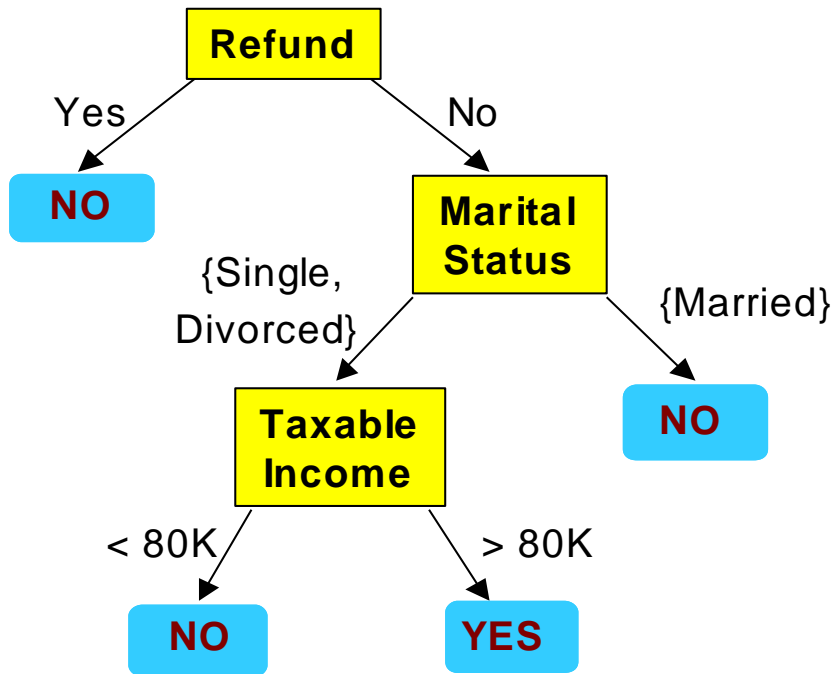 Refund
Yes
No
NO
Marital
Status
{Single,
Divorced}
{Married}
Taxable
Income
NO
< 80K
> 80K
NO
YES